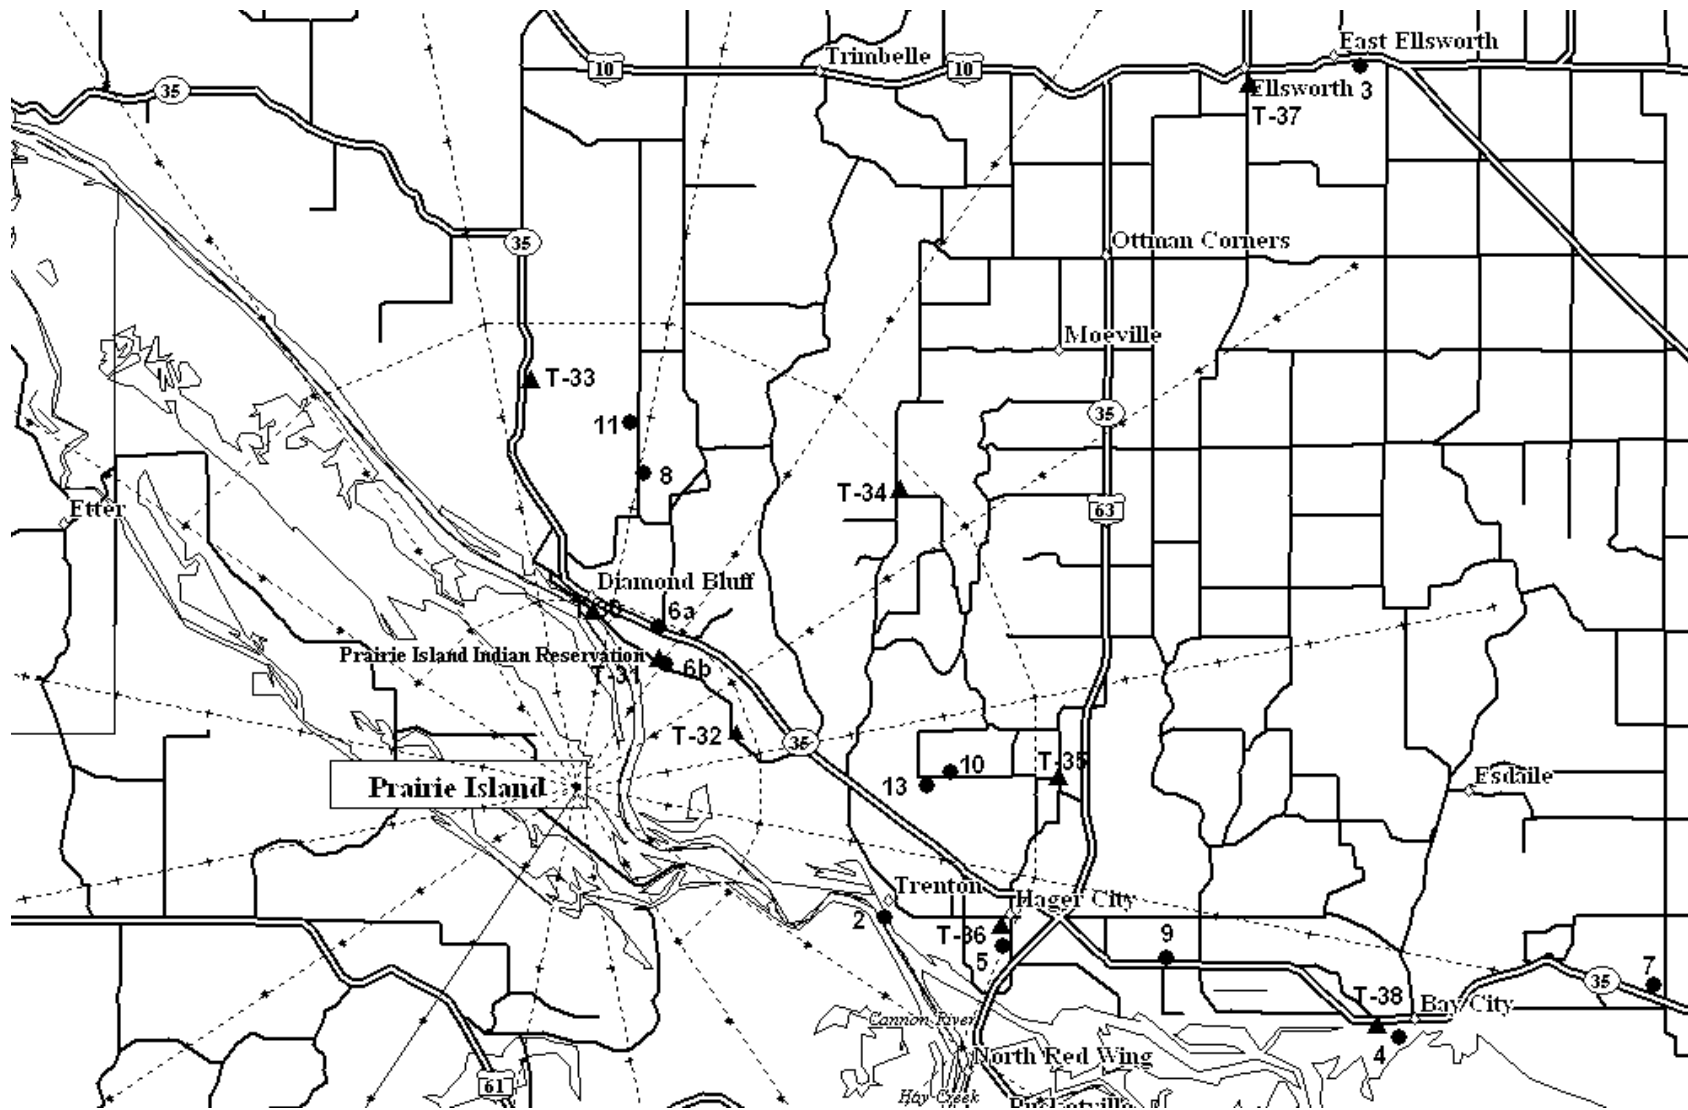 East Ellsworth
Trimbelle
10
10
35
Ellsworth 3
T-37
35
Ottman Corners
Moeville
T-33
35
11
8
T-34
Etter
63
Diamond Bluff
T-30
6a
Prairie Island Indian Reservation
6b
T-31
T-32
35
T-35
10
13
Esdaile
Prairie Island
Trenton
Hager City
2
T-36
9
5
7
35
T-38
Bay City
Cannon River
4
North Red Wing
61
Hay Creek